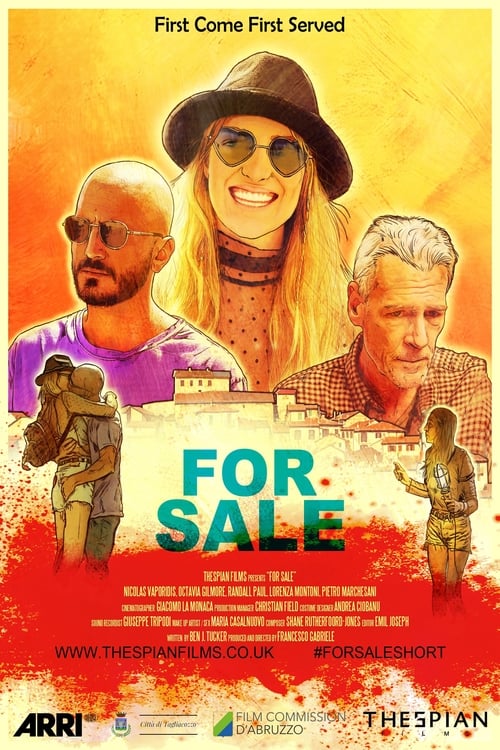 First Come First Served
FOR
SALE
THESPIAN FILMS PRESENTS "FOR SALE"
NICOLAS VAPORIDIS, OCTAVIA GILMORE, RANDALL PAUL, LORENZA MONTONI, PIETRO MARCHESANI
CINEMATOGRAPHER GIACOMO LA MONACA PRODUCTION MANAGER CHRISTIAN FIELO COSTUME DESIGNER ANDREA CIOBANU
SOUND RECORDIST GIUSEPPE TRIPODI MAKE UP ARTIST / SFX MARIA CASALNUOVO COMPOSER SHANE RUTHERFOORD-JONES EDITOR EMIL JOSEPH
WRITTEN BY BEN J. TUCKER PRODUCED AND DIRECTED BY FRANCESCO GABRIELE
WWW.THESPIANFILMS.CO.UK #FORSALESHORT
ARRI Città di Tagliacozzo FILM COMMISSION D'ABRUZZO THESPIAN FILMS